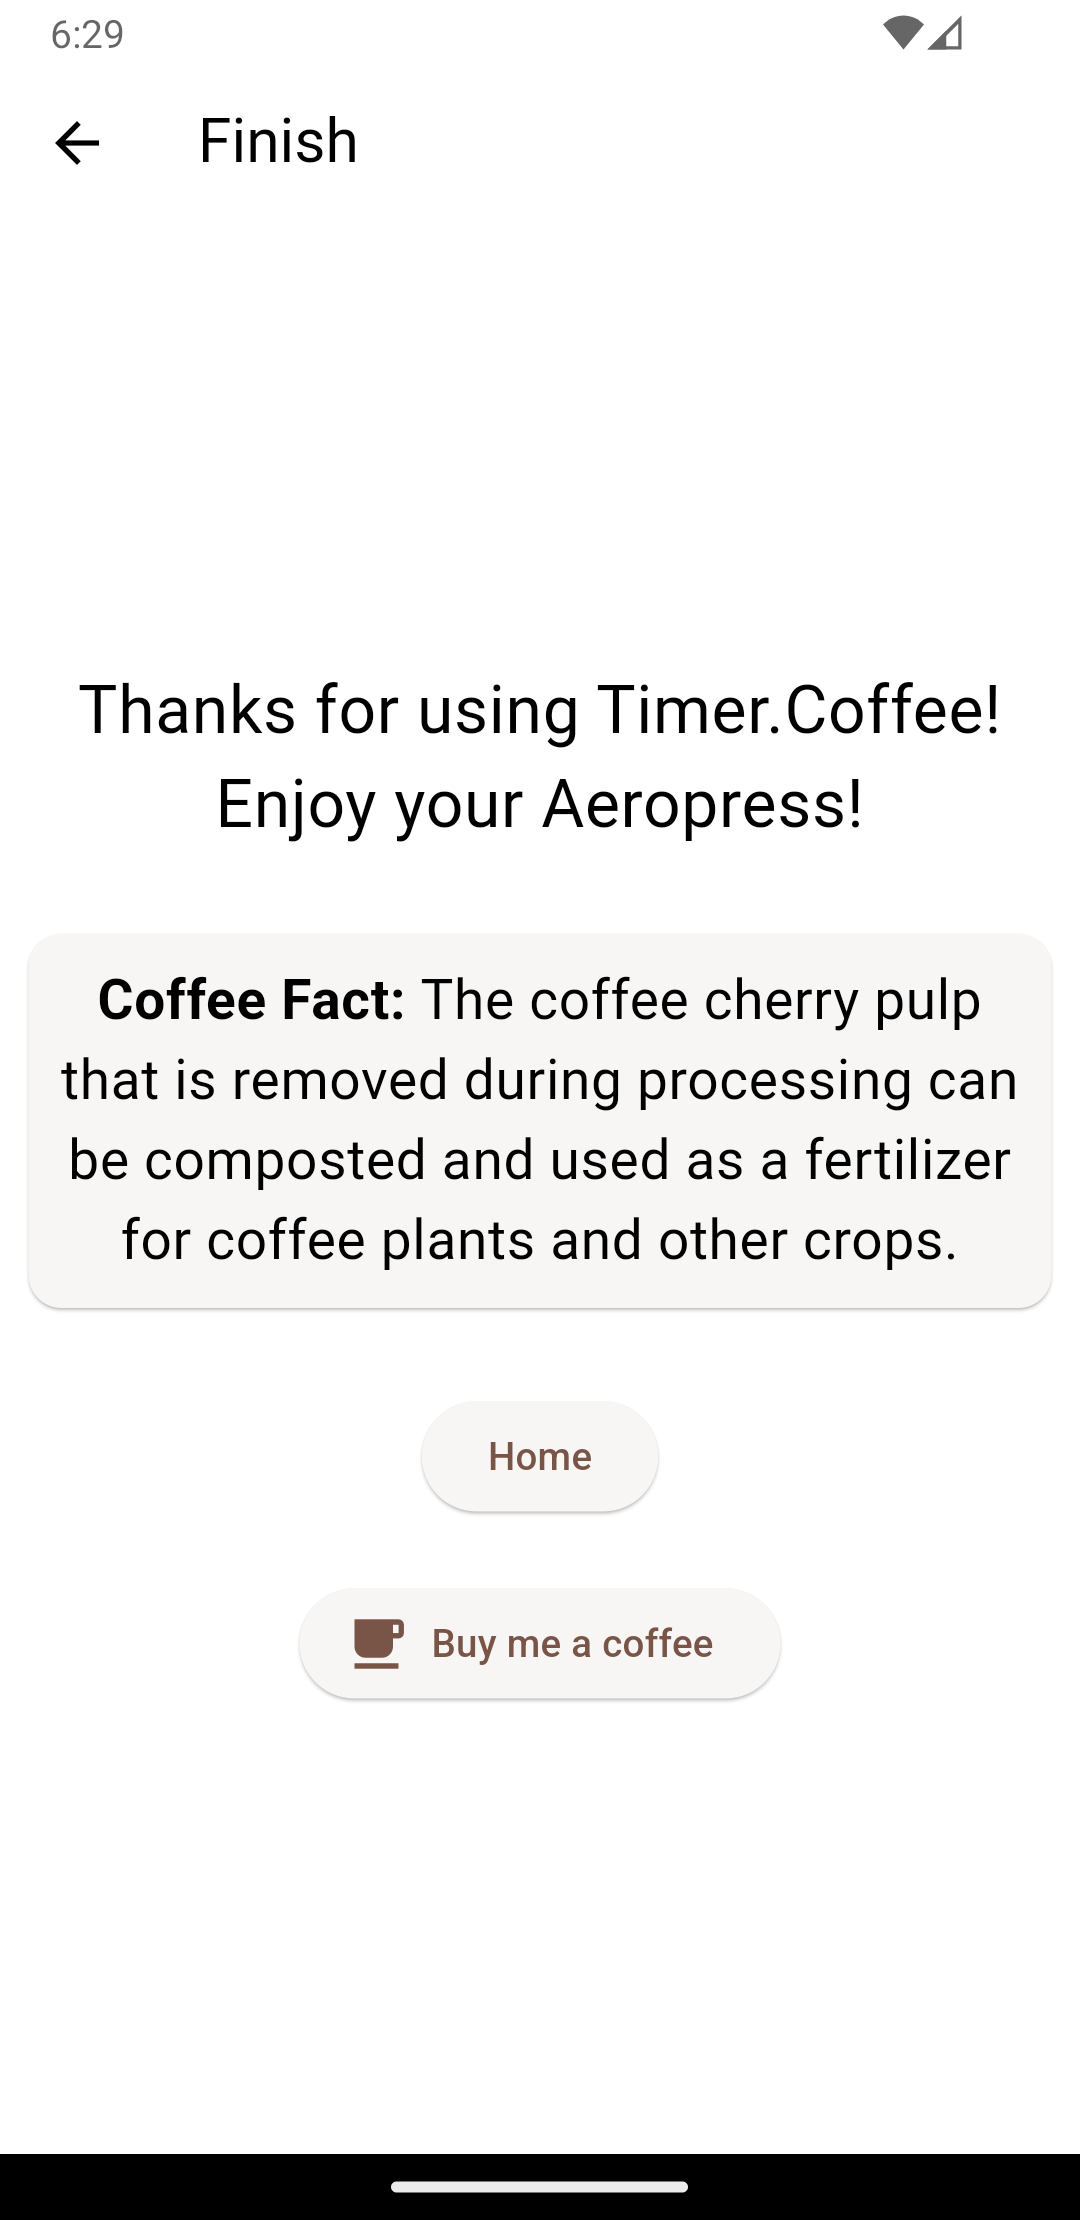 6:29
Finish
Thanks for using Timer.Coffee!
Enjoy your Aeropress!
Coffee Fact: The coffee cherry pulp
that is removed during processing can
be composted and used as a fertilizer
for coffee plants and other crops.
Home
Buy me a coffee